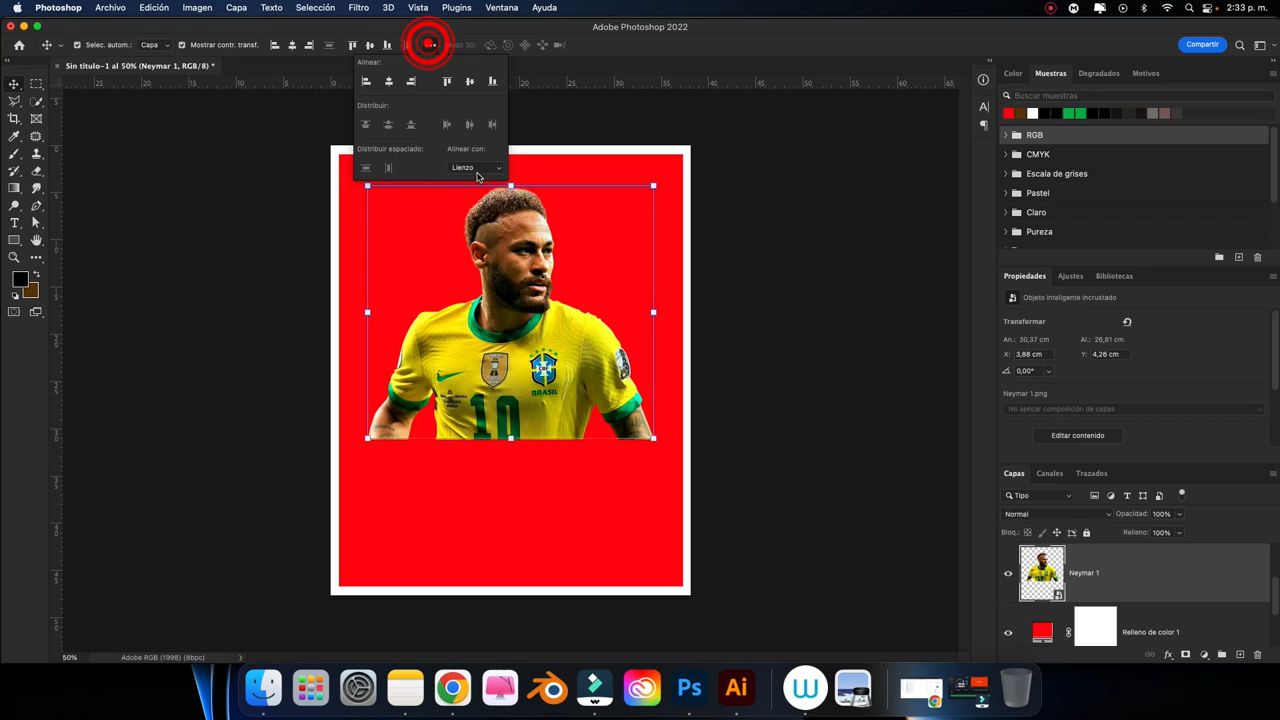 Photoshop Archivo Edición Imagen Capa Texto Selección Filtro 3D Vista Plugins Ventana Ayuda 2:33 p. m.
Adobe Photoshop 2022
Selec. autom.: Capa Mostrar contr. transf. Modo 3D: Compartir
Sin título-1 al 50% (Neymar 1, RGB/8) *
Alinear:
Distribuir:
Distribuir espaciado: Alinear con:
Lienzo
BRASIL
10
Color Muestras Degradados Motivos
Buscar muestras
RGB
CMYK
Escala de grises
Pastel
Claro
Pureza
Propiedades Ajustes Bibliotecas
Objeto inteligente incrustado
Transformar
An.: 30,37 cm Al.: 26,81 cm
X: 3,88 cm Y: 4,26 cm
0,00°
Neymar 1.png
No aplicar composición de capas
Editar contenido
Capas Canales Trazados
Tipo
Normal Opacidad: 100%
Bloq.: Relleno: 100%
Neymar 1
Relleno de color 1
50% Adobe RGB (1998) (8bpc)
Ps Ai